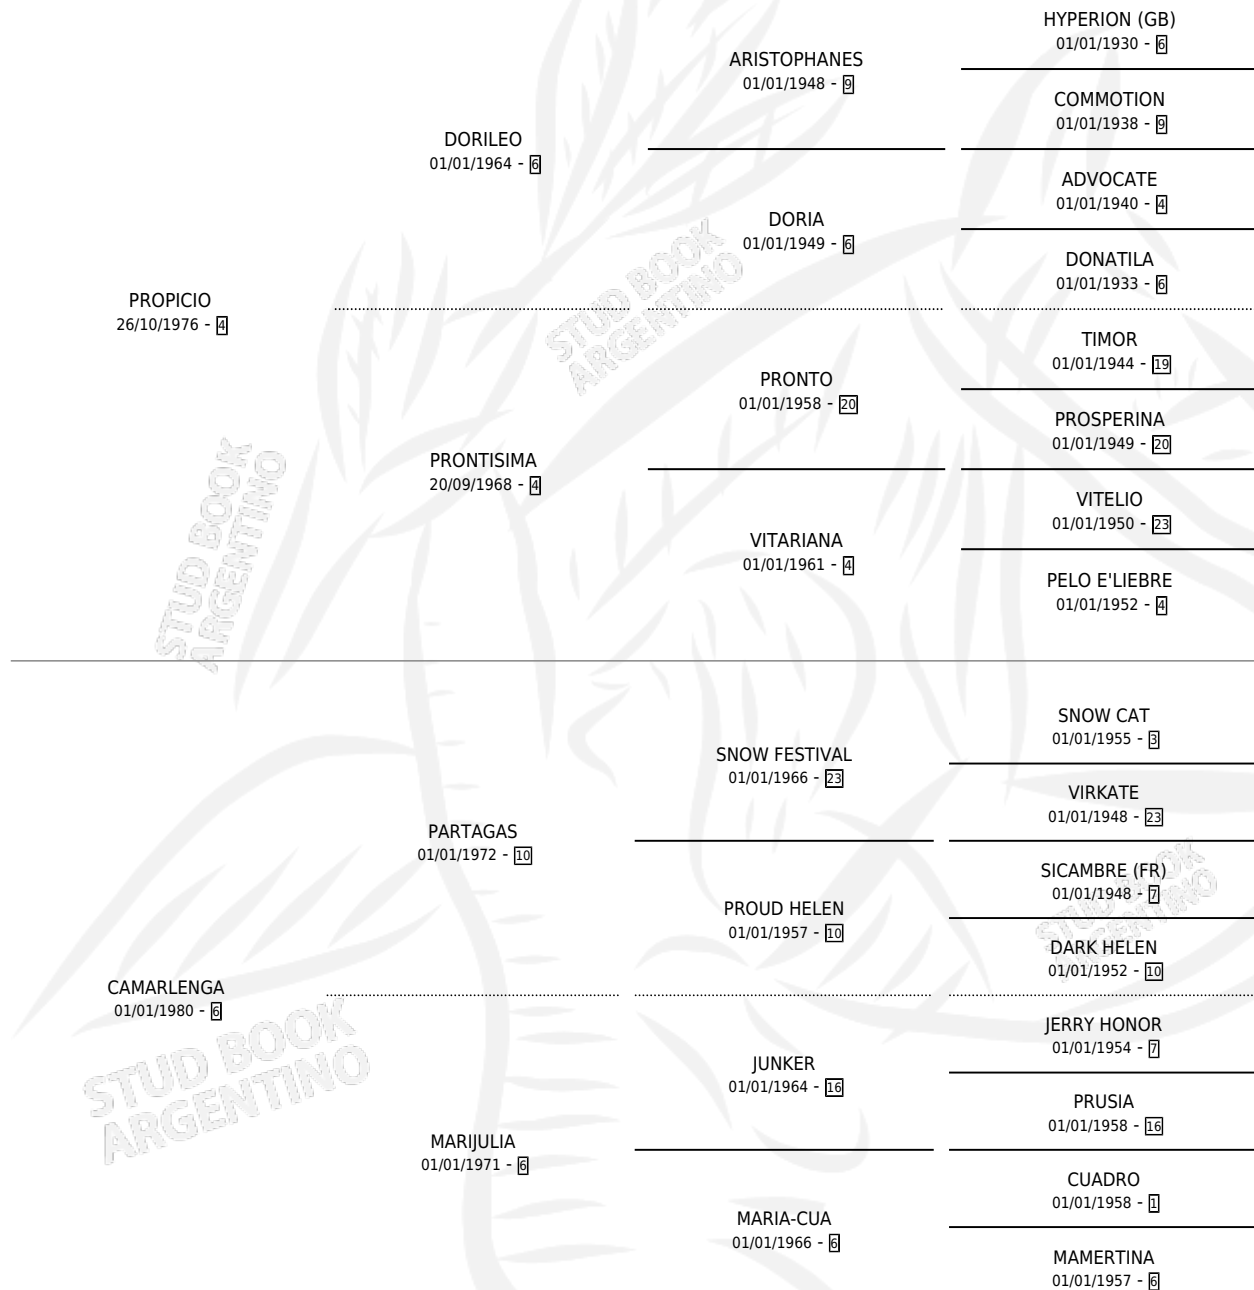 HYPERION (GB)
01/01/1930 - 6
ARISTOPHANES
01/01/1948 - 9
COMMOTION
01/01/1938 - 9
DORILEO
01/01/1964 - 6
ADVOCATE
01/01/1940 - 4
DORIA
01/01/1949 - 6
DONATILA
01/01/1933 - 6
PROPICIO
26/10/1976 - 4
TIMOR
01/01/1944 - 19
PRONTO
01/01/1958 - 20
PROSPERINA
01/01/1949 - 20
PRONTISIMA
20/09/1968 - 4
VITELIO
01/01/1950 - 23
VITARIANA
01/01/1961 - 4
PELO E'LIEBRE
01/01/1952 - 4
SNOW CAT
01/01/1955 - 3
SNOW FESTIVAL
01/01/1966 - 23
VIRKATE
01/01/1948 - 23
PARTAGAS
01/01/1972 - 10
SICAMBRE (FR)
01/01/1948 - 7
PROUD HELEN
01/01/1957 - 10
DARK HELEN
01/01/1952 - 10
CAMARLENGA
01/01/1980 - 6
JERRY HONOR
01/01/1954 - 7
JUNKER
01/01/1964 - 16
PRUSIA
01/01/1958 - 16
MARIJULIA
01/01/1971 - 6
CUADRO
01/01/1958 - 1
MARIA-CUA
01/01/1966 - 6
MAMERTINA
01/01/1957 - 6
STUD BOOK
ARGENTINO
STUD BOOK
ARGENTINO
STUD BOOK
ARGENTINO
STUD BOOK
ARGENTINO